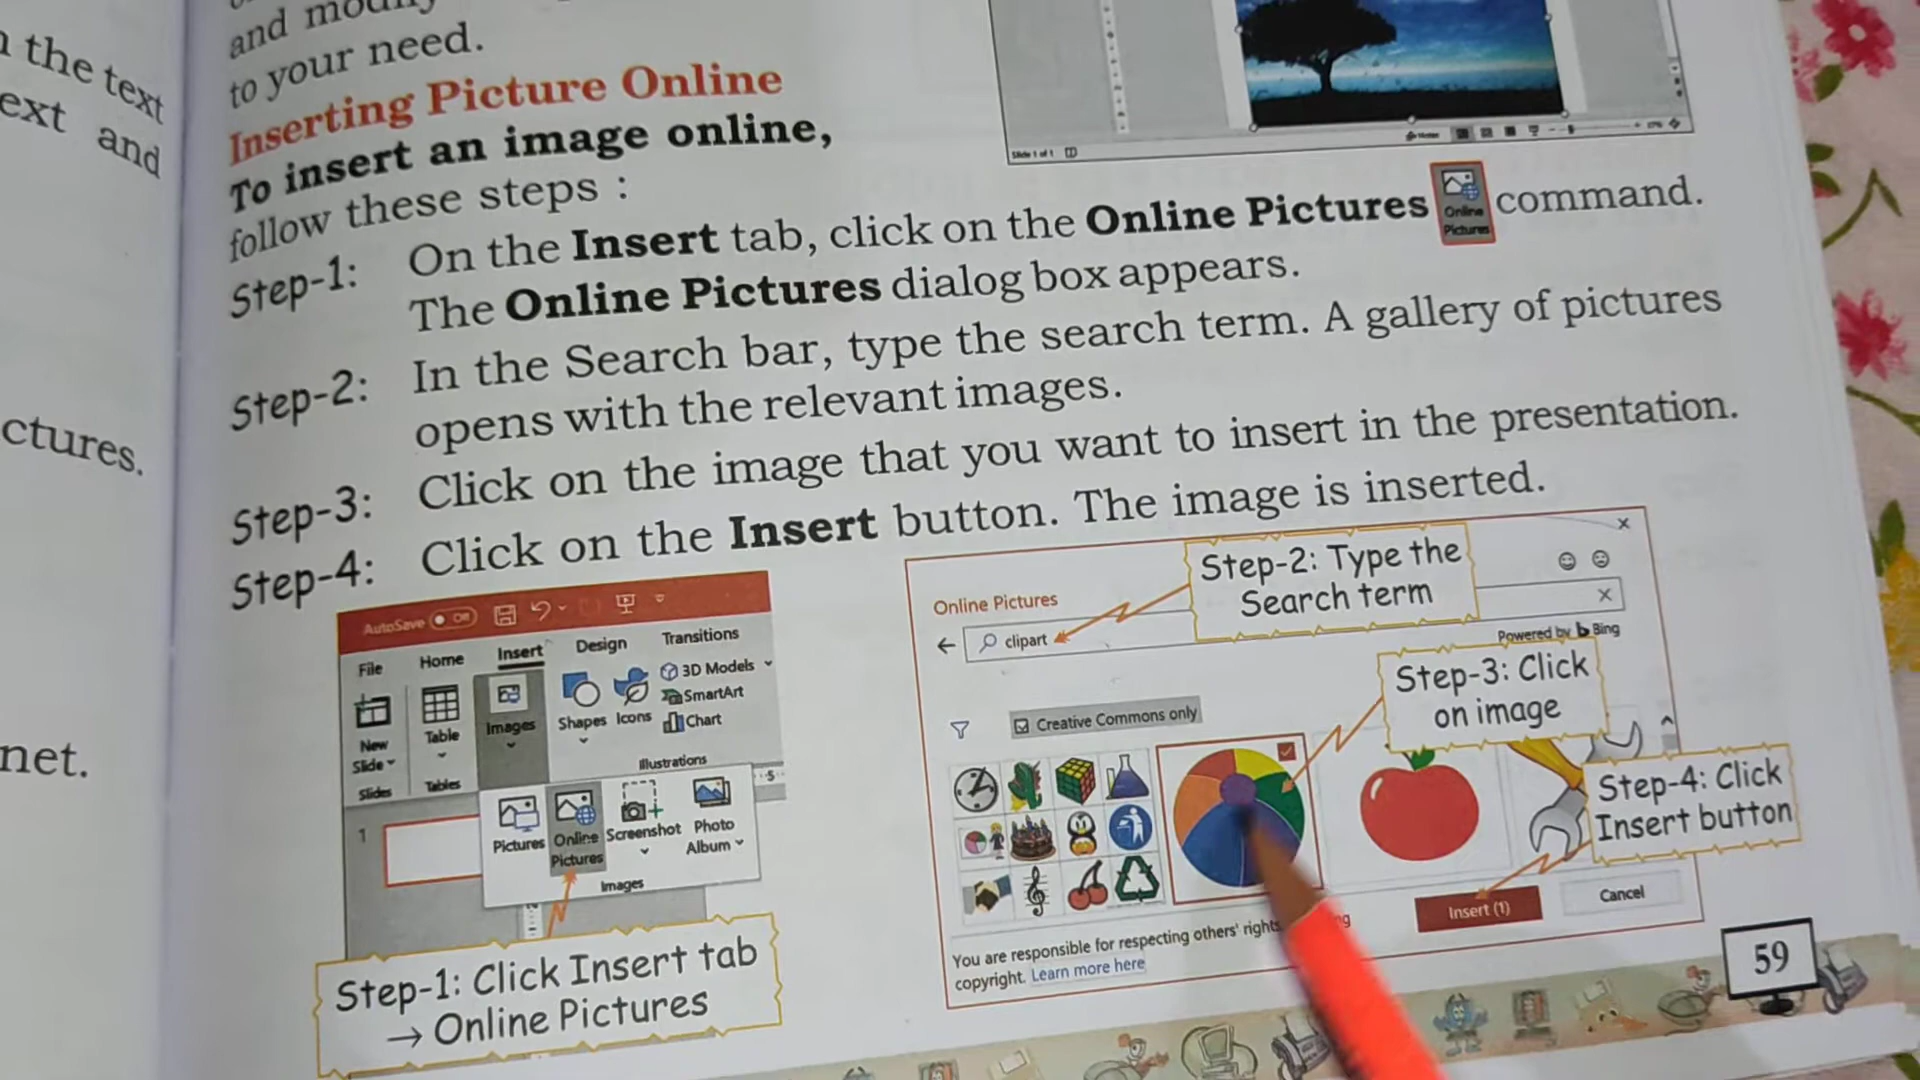 the text
ext and
ctures.
net.
and
to your need.
Inserting Picture Online
To insert an image online,
follow these steps :
Step-1: On the Insert tab, click on the Online Pictures Online Pictures command.
The Online Pictures dialog box appears.
Step-2: In the Search bar, type the search term. A gallery of pictures
opens with the relevant images.
Step-3: Click on the image that you want to insert in the presentation.
Step-4: Click on the Insert button. The image is inserted.
Slide 1 of 1
AutoSave Off
File Home Insert Design Transitions
New Slide
Table
Images
Shapes
Icons
3D Models
SmartArt
Chart
Slides
Tables
Illustrations
1
Pictures
Online Pictures
Screenshot
Photo Album
Images
Step-1: Click Insert tab
→ Online Pictures
Online Pictures
clipart
Step-2: Type the
Search term
Powered by Bing
Creative Commons only
Step-3: Click
on image
Step-4: Click
Insert button
Insert (1)
Cancel
You are responsible for respecting others' rights
copyright. Learn more here
59